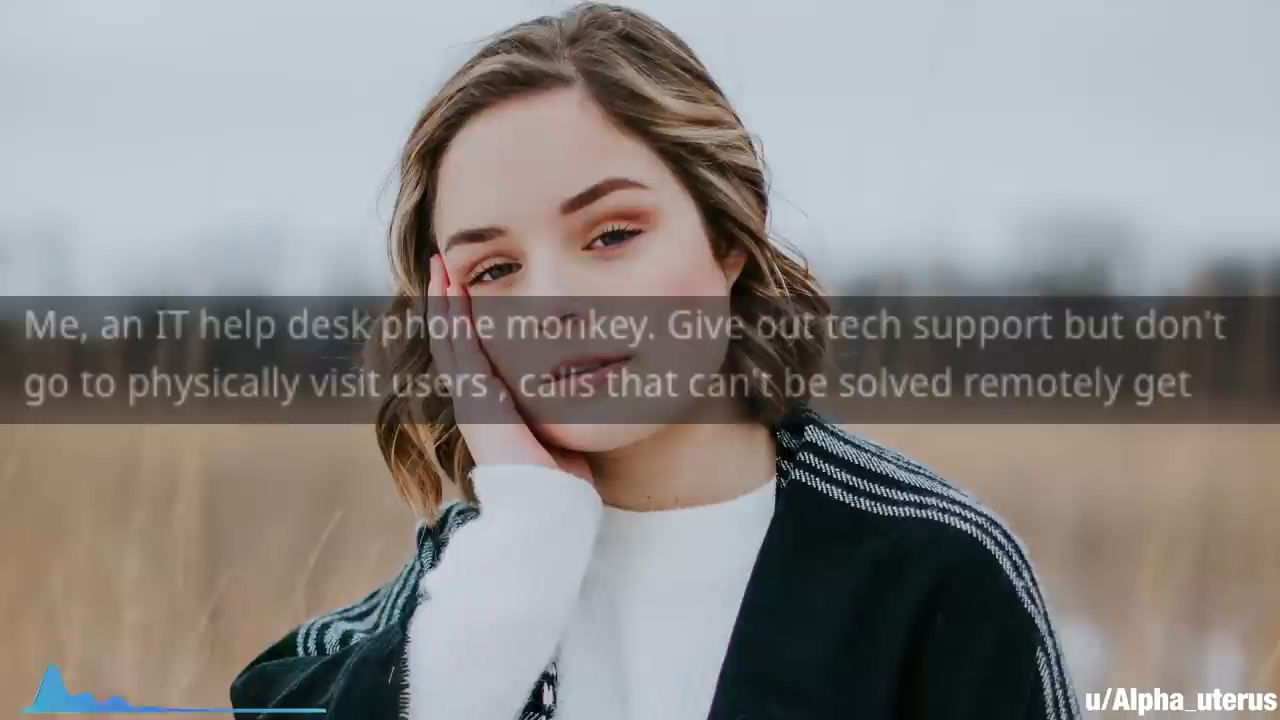 Me, an IT help desk phone monkey. Give out tech support but don't
go to physically visit users , calls that can't be solved remotely get
u/Alpha_uterus